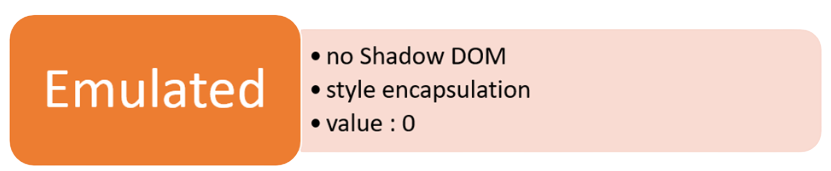 Emulated
• no Shadow DOM
• style encapsulation
• value : 0